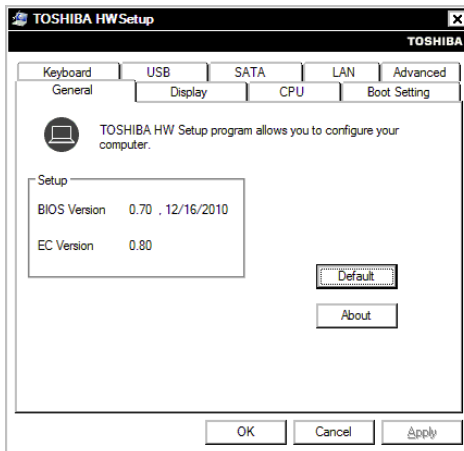 TOSHIBA HWSetup
TOSHIBA
Keyboard USB SATA LAN Advanced
General Display CPU Boot Setting
TOSHIBA HW Setup program allows you to configure your
computer.
Setup
BIOS Version 0.70 , 12/16/2010
EC Version 0.80
Default
About
OK Cancel Apply